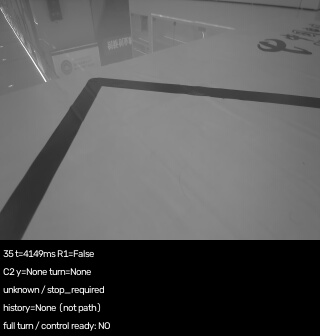 35 t=4149ms R1=False
C2 y=None turn=None
unknown / stop_required
history=None (not path)
full turn / control ready: NO